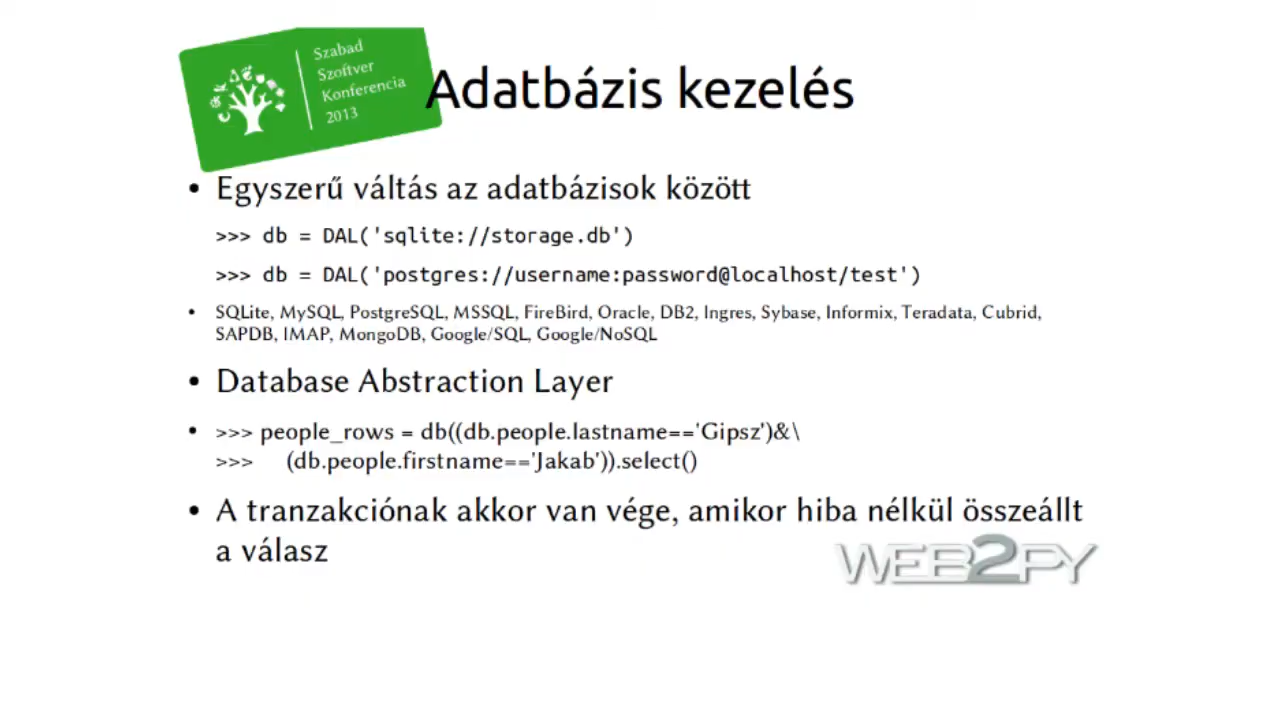 Szabad
Szoftver
Konferencia
2013
Adatbázis kezelés
• Egyszerű váltás az adatbázisok között
>>> db = DAL('sqlite://storage.db')
>>> db = DAL('postgres://username:password@localhost/test')
• SQLite, MySQL, PostgreSQL, MSSQL, FireBird, Oracle, DB2, Ingres, Sybase, Informix, Teradata, Cubrid,
SAPDB, IMAP, MongoDB, Google/SQL, Google/NoSQL
• Database Abstraction Layer
• >>> people_rows = db((db.people.lastname=='Gipsz')&\
>>> (db.people.firstname=='Jakab')).select()
• A tranzakciónak akkor van vége, amikor hiba nélkül összeállt
a válasz
WEB2PY